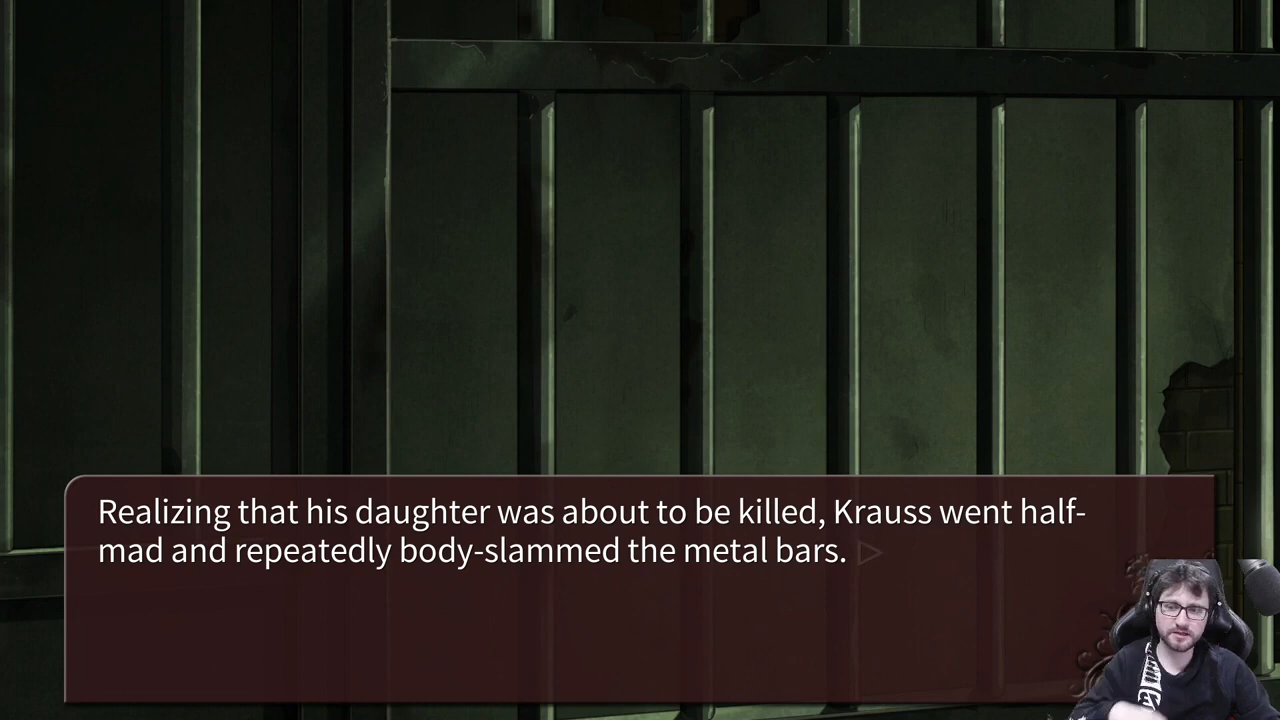 Realizing that his daughter was about to be killed, Krauss went half-
mad and repeatedly body-slammed the metal bars.